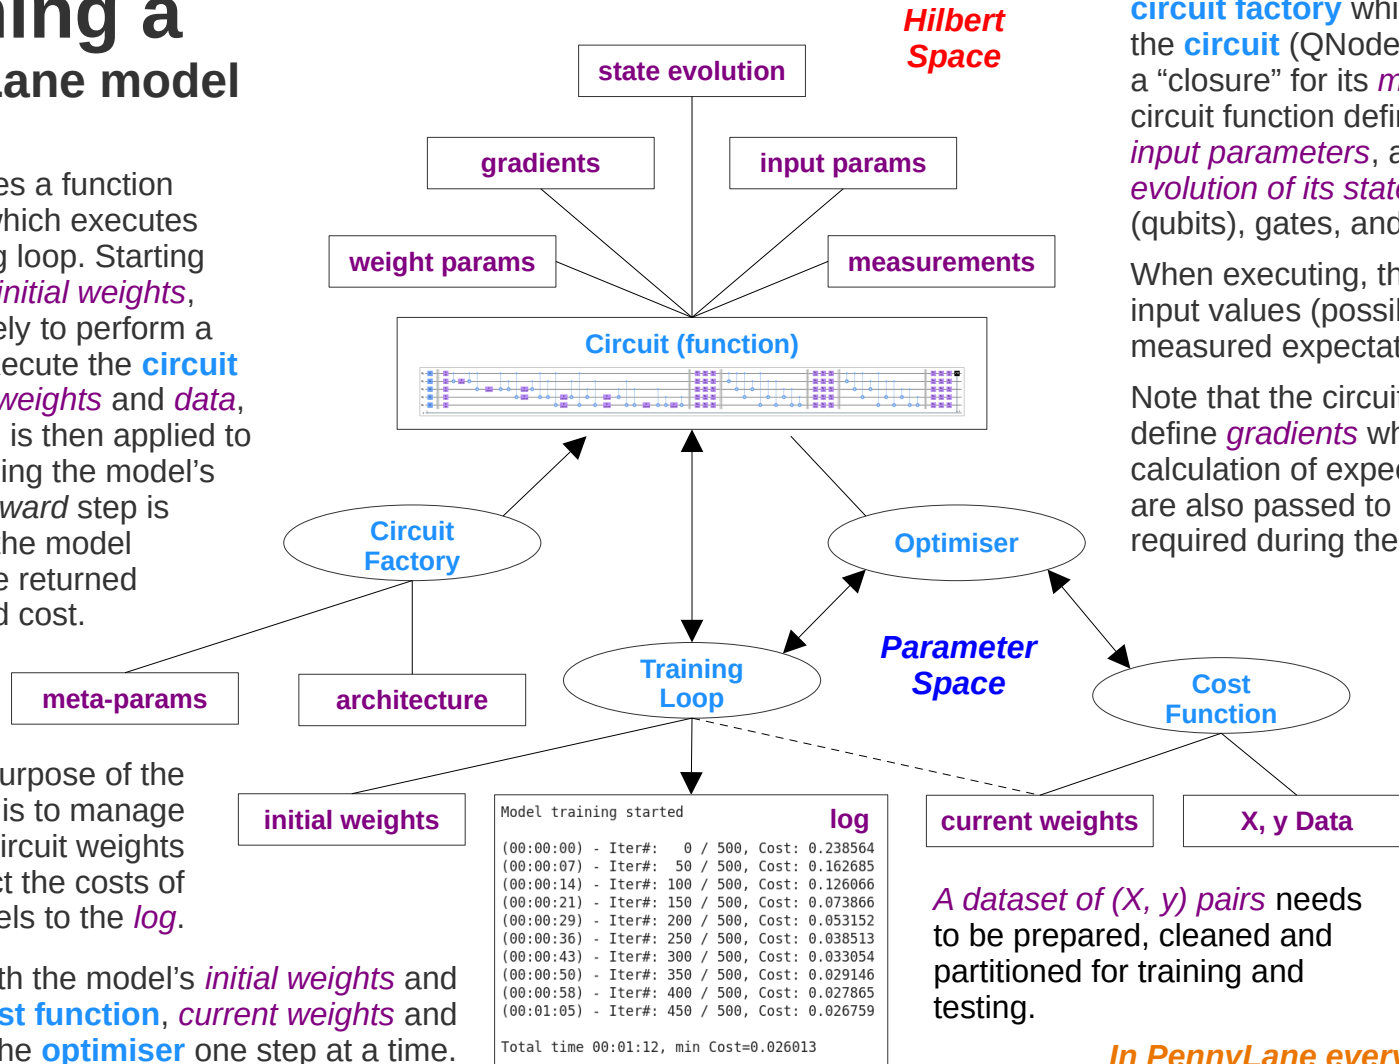 ning a
Lane model
es a function
which executes
g loop. Starting
initial weights,
ely to perform a
xecute the circuit
weights and data,
is then applied to
ing the model's
ward step is
the model
e returned
d cost.
Hilbert
Space
state evolution
gradients
input params
weight params
measurements
Circuit (function)
Circuit
Factory
Optimiser
Training
Loop
Parameter
Space
Cost
Function
meta-params
architecture
initial weights
current weights
X, y Data
circuit factory whi
the circuit (QNode
a “closure” for its m
circuit function defi
input parameters, a
evolution of its stat
(qubits), gates, and
When executing, th
input values (possi
measured expectat
Note that the circui
define gradients wh
calculation of expec
are also passed to
required during the
urpose of the
is to manage
ircuit weights
ct the costs of
els to the log.
th the model’s initial weights and
st function, current weights and
he optimiser one step at a time.
Model training started
log
(00:00:00) - Iter#:   0 / 500, Cost: 0.238564
(00:00:07) - Iter#:  50 / 500, Cost: 0.162685
(00:00:14) - Iter#: 100 / 500, Cost: 0.126066
(00:00:21) - Iter#: 150 / 500, Cost: 0.073866
(00:00:29) - Iter#: 200 / 500, Cost: 0.053152
(00:00:36) - Iter#: 250 / 500, Cost: 0.038513
(00:00:43) - Iter#: 300 / 500, Cost: 0.033054
(00:00:50) - Iter#: 350 / 500, Cost: 0.029146
(00:00:58) - Iter#: 400 / 500, Cost: 0.027865
(00:01:05) - Iter#: 450 / 500, Cost: 0.026759
Total time 00:01:12, min Cost=0.026013
A dataset of (X, y) pairs needs
to be prepared, cleaned and
partitioned for training and
testing.
In PennyLane every